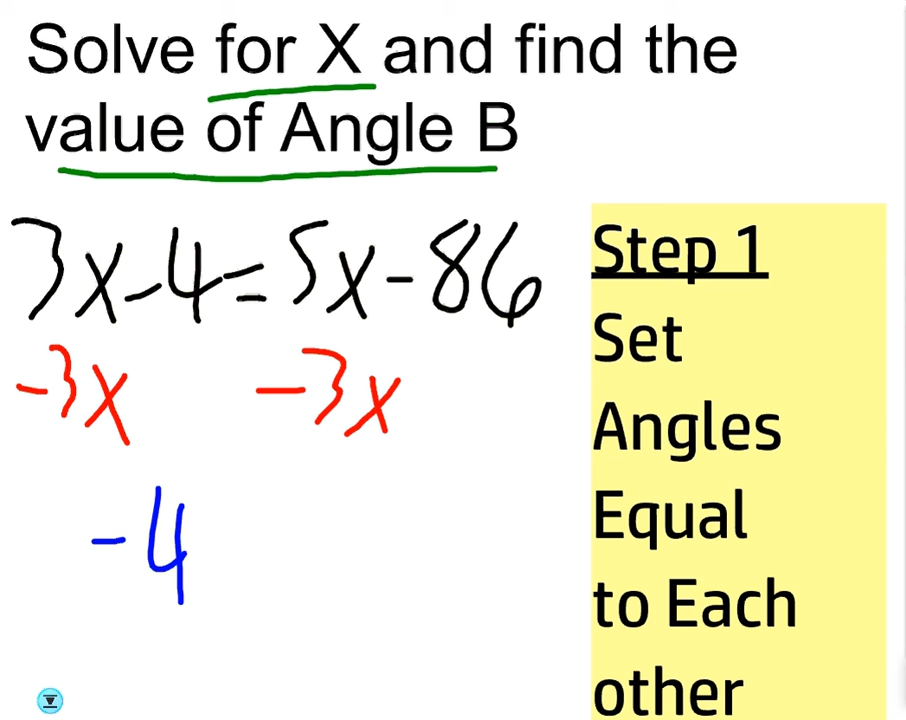 Solve for X and find the
value of Angle B
3x-4=5x-86
-3x -3x
-4
Step 1
Set
Angles
Equal
to Each
other